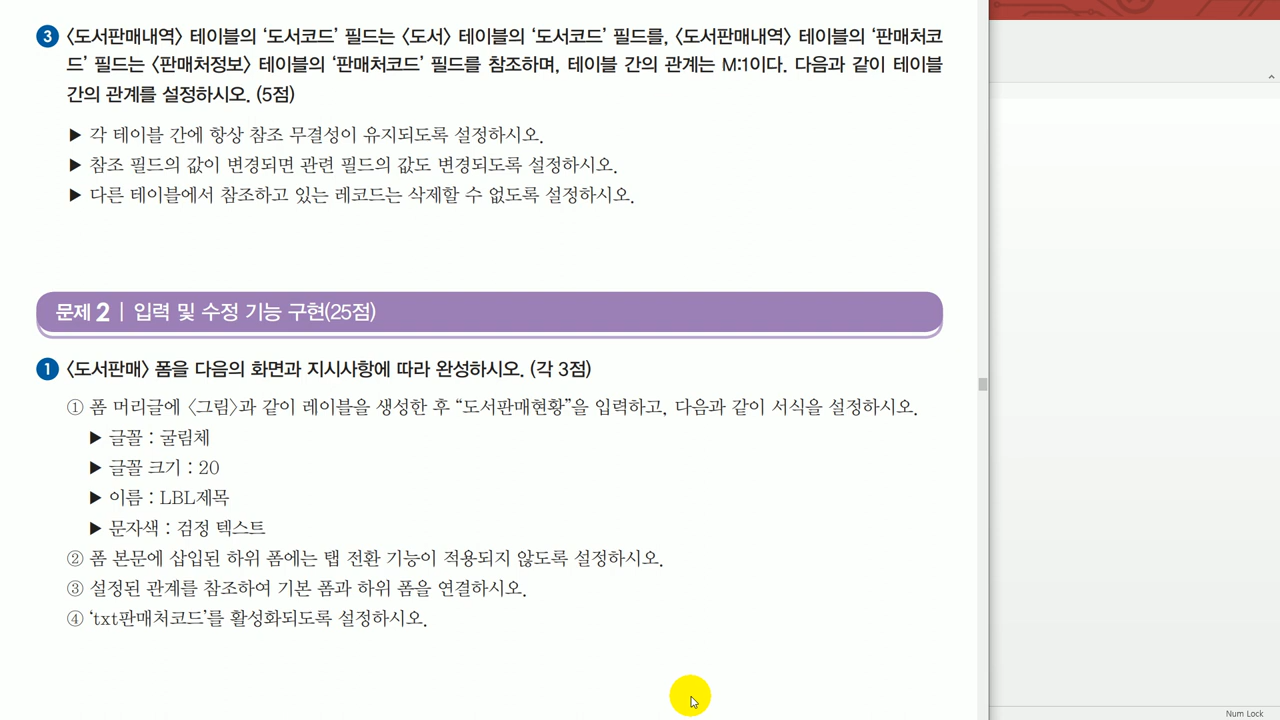 3 〈도서판매내역〉 테이블의 ‘도서코드’ 필드는 〈도서〉 테이블의 ‘도서코드’ 필드를, 〈도서판매내역〉 테이블의 ‘판매처코
드’ 필드는 〈판매처정보〉 테이블의 ‘판매처코드’ 필드를 참조하며, 테이블 간의 관계는 M:1이다. 다음과 같이 테이블
간의 관계를 설정하시오. (5점)
▶ 각 테이블 간에 항상 참조 무결성이 유지되도록 설정하시오.
▶ 참조 필드의 값이 변경되면 관련 필드의 값도 변경되도록 설정하시오.
▶ 다른 테이블에서 참조하고 있는 레코드는 삭제할 수 없도록 설정하시오.
문제 2 | 입력 및 수정 기능 구현(25점)
1 〈도서판매〉 폼을 다음의 화면과 지시사항에 따라 완성하시오. (각 3점)
① 폼 머리글에 〈그림〉과 같이 레이블을 생성한 후 “도서판매현황”을 입력하고, 다음과 같이 서식을 설정하시오.
▶ 글꼴 : 굴림체
▶ 글꼴 크기 : 20
▶ 이름 : LBL제목
▶ 문자색 : 검정 텍스트
② 폼 본문에 삽입된 하위 폼에는 탭 전환 기능이 적용되지 않도록 설정하시오.
③ 설정된 관계를 참조하여 기본 폼과 하위 폼을 연결하시오.
④ ‘txt판매처코드’를 활성화되도록 설정하시오.
Num Lock